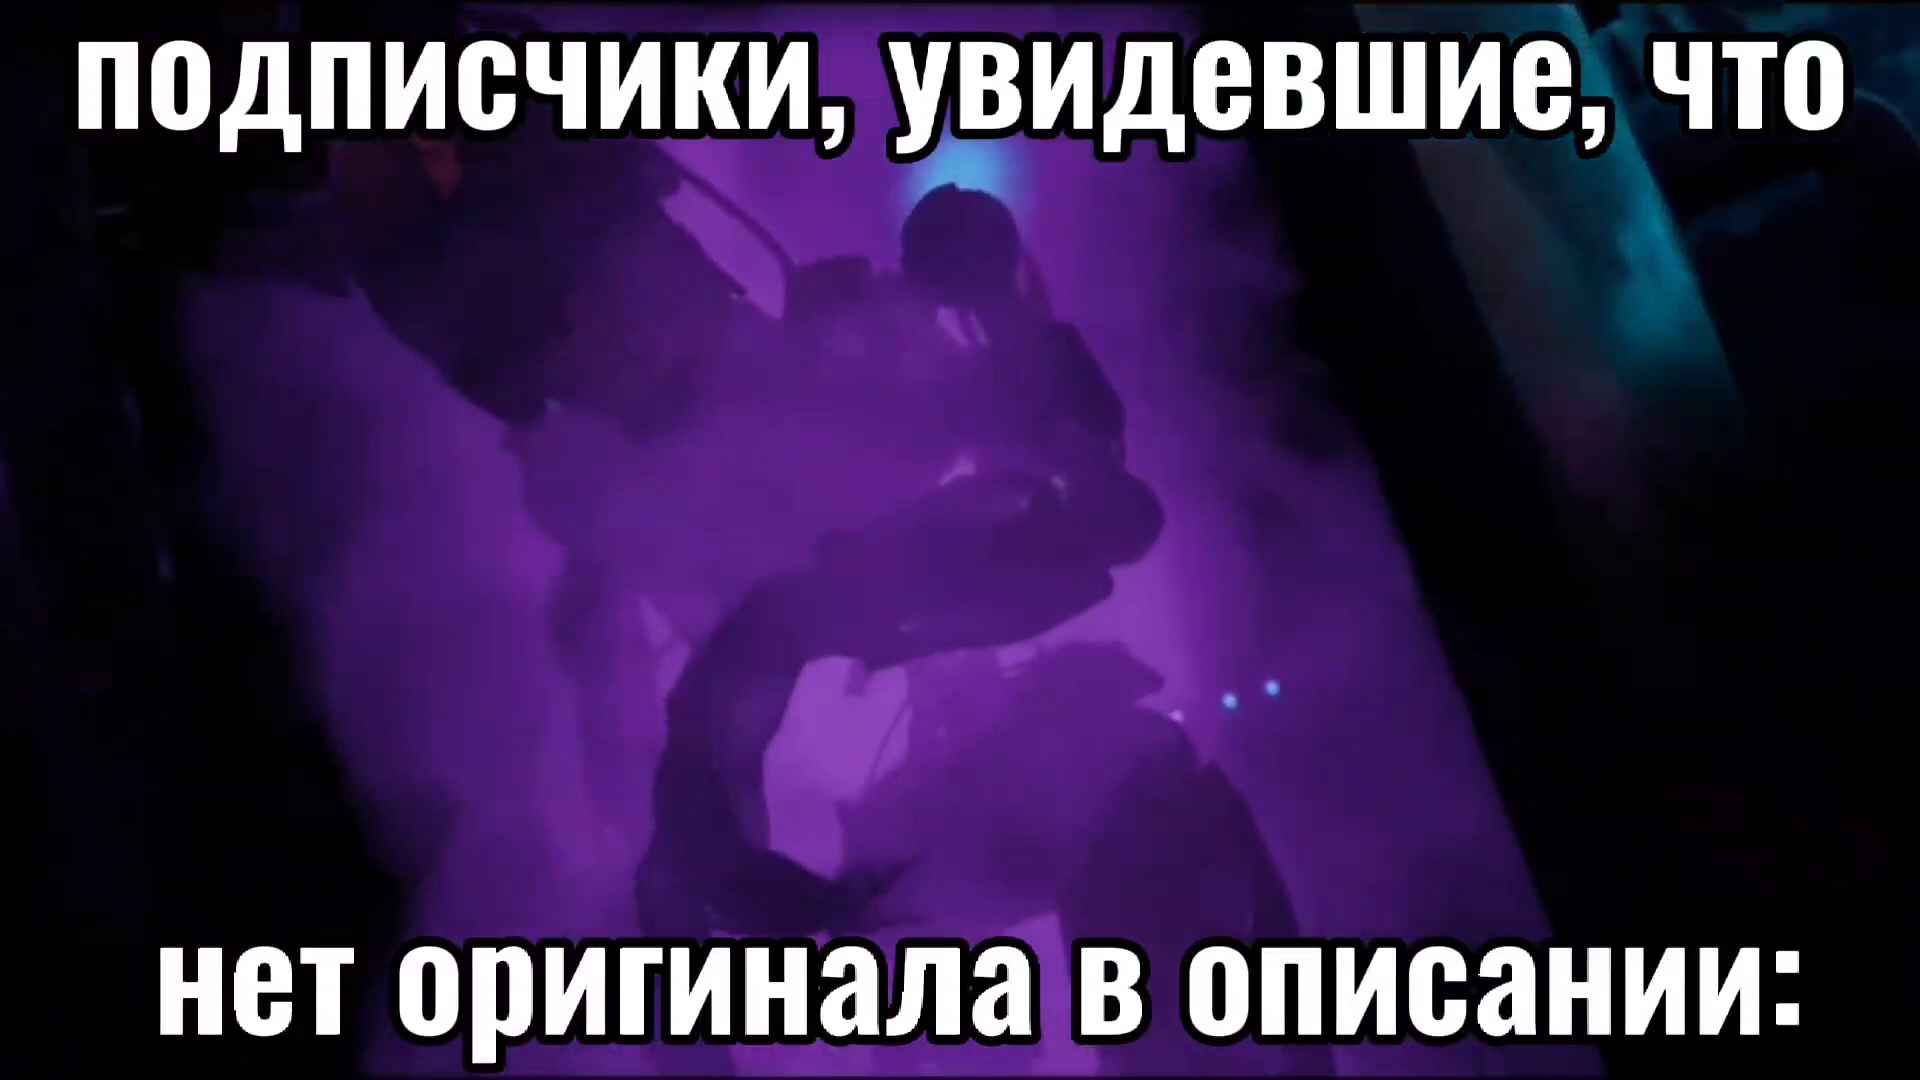 подписчики, увидевшие, что
нет оригинала в описании: